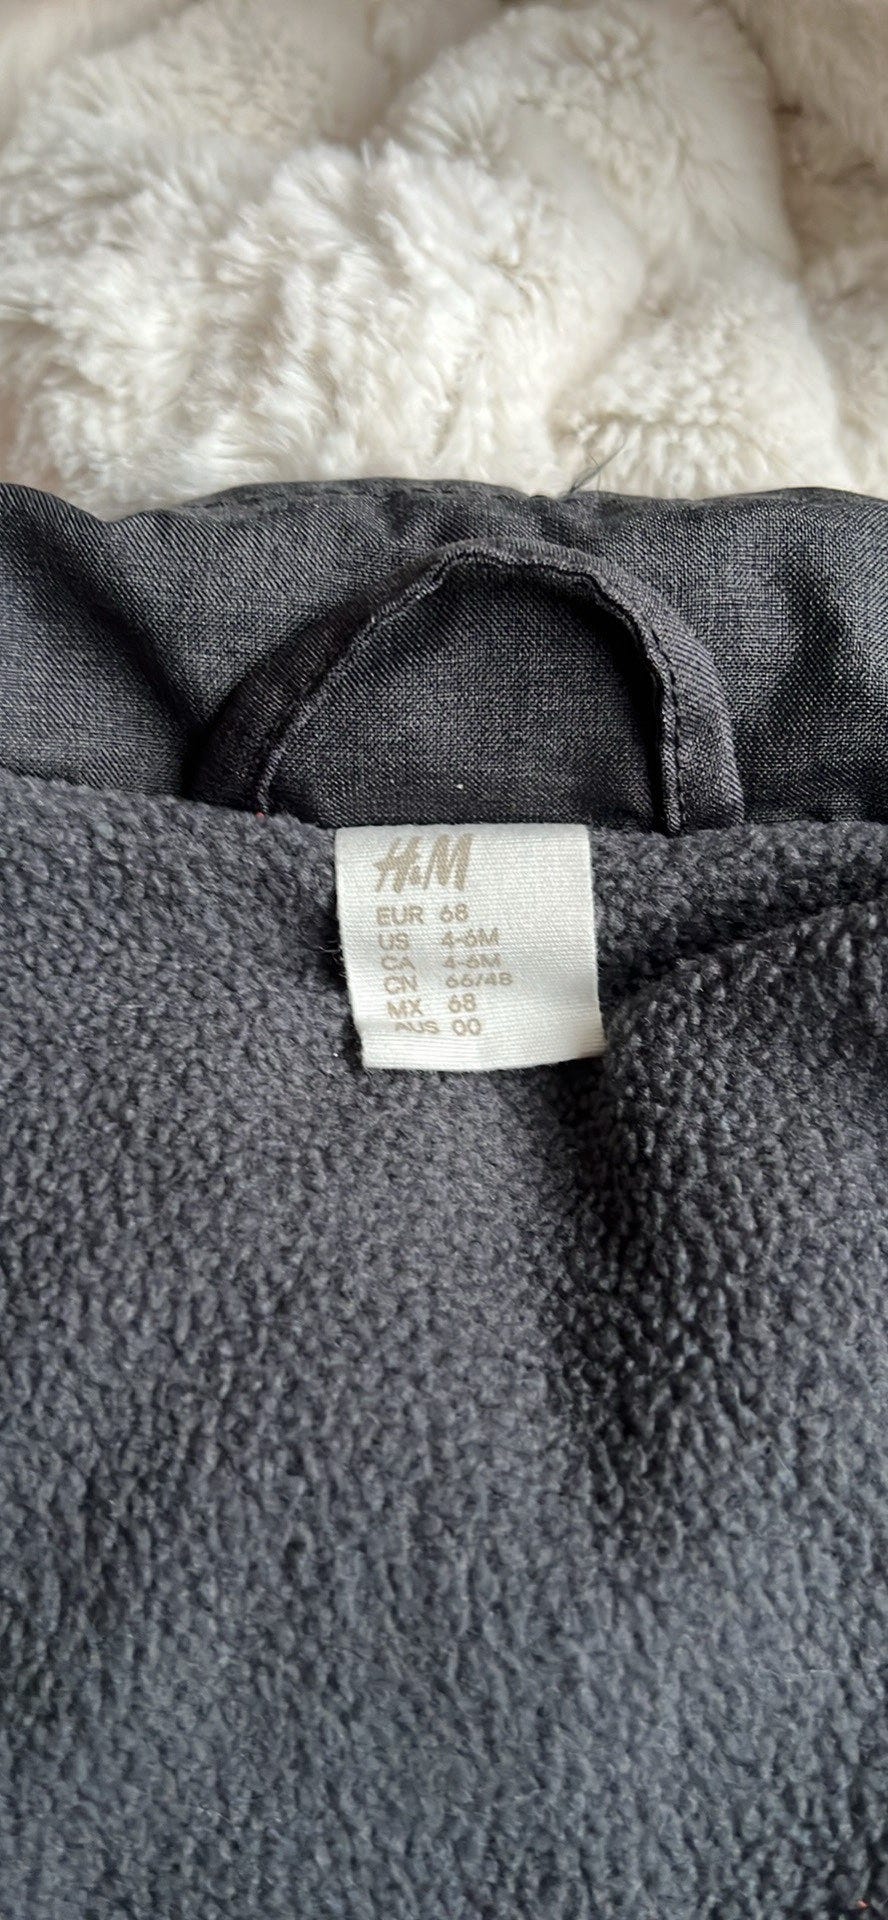 H&M
EUR 68
US 4-6M
CA 4-6M
CN 66/48
MX 68
AUS 00